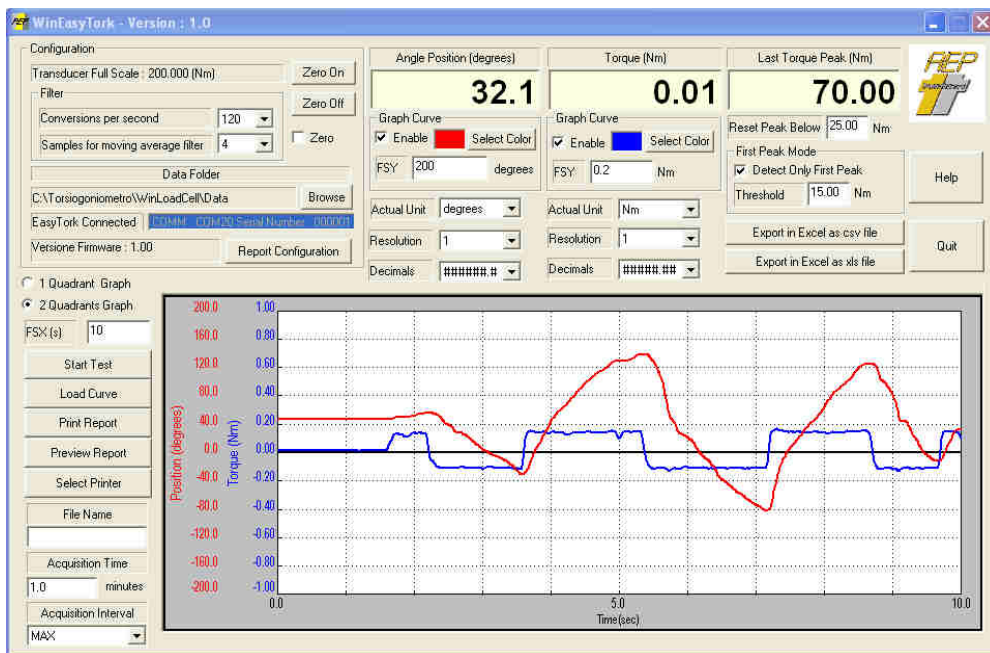 WinEasyTork - Version : 1.0
Configuration
Transducer Full Scale : 200.000 (Nm)
Zero On
Filter
Zero Off
Conversions per second
120
Zero
Samples for moving average filter
4
Data Folder
C:\Torsiogoniometro\WinLoadCell\Data
Browse
EasyTork Connected
COMM : COM20 Serial Number : 000001
Versione Firmware : 1.00
Report Configuration
Angle Position (degrees)
32.1
Graph Curve
Enable
Select Color
FSY
200
degrees
Actual Unit
degrees
Resolution
1
Decimals
######.#
Torque (Nm)
0.01
Graph Curve
Enable
Select Color
FSY
0.2
Nm
Actual Unit
Nm
Resolution
1
Decimals
#####.##
Last Torque Peak (Nm)
70.00
Reset Peak Below
25.00
Nm
First Peak Mode
Detect Only First Peak
Threshold
15.00
Nm
Export in Excel as csv file
Export in Excel as xls file
AEP
Help
Quit
1 Quadrant Graph
2 Quadrants Graph
FSX (s)
10
Start Test
Load Curve
Print Report
Preview Report
Select Printer
File Name
Acquisition Time
1.0
minutes
Acquisition Interval
MAX
Position (degrees)
Torque (Nm)
200.0 1.00
160.0 0.80
120.0 0.60
80.0 0.40
40.0 0.20
0.0 0.00
-40.0 -0.20
-80.0 -0.40
-120.0 -0.60
-160.0 -0.80
-200.0 -1.00
0.0 5.0 10.0
Time(sec)